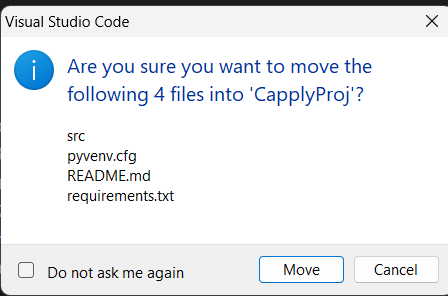 Visual Studio Code
Are you sure you want to move the
following 4 files into 'CapplyProj'?
src
pyvenv.cfg
README.md
requirements.txt
Do not ask me again
Move
Cancel